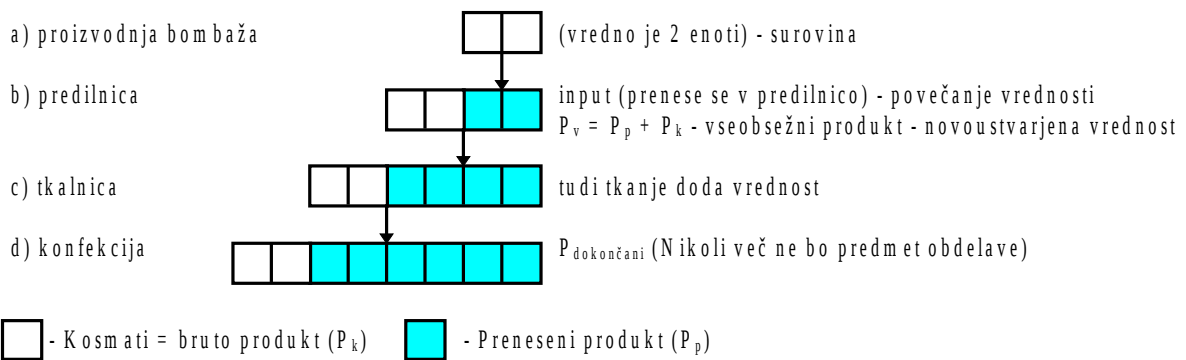 a) proizvodnja bombaža (vredno je 2 enoti) - surovina
b) predilnica input (prenese se v predilnico) - povečanje vrednosti
Pv = Pp + Pk - vseobsežni produkt - novoustvarjena vrednost
c) tkalnica tudi tkanje doda vrednost
d) konfekcija Pdokončani (Nikoli več ne bo predmet obdelave)
- Kosmati = bruto produkt (Pk) - Preneseni produkt (Pp)